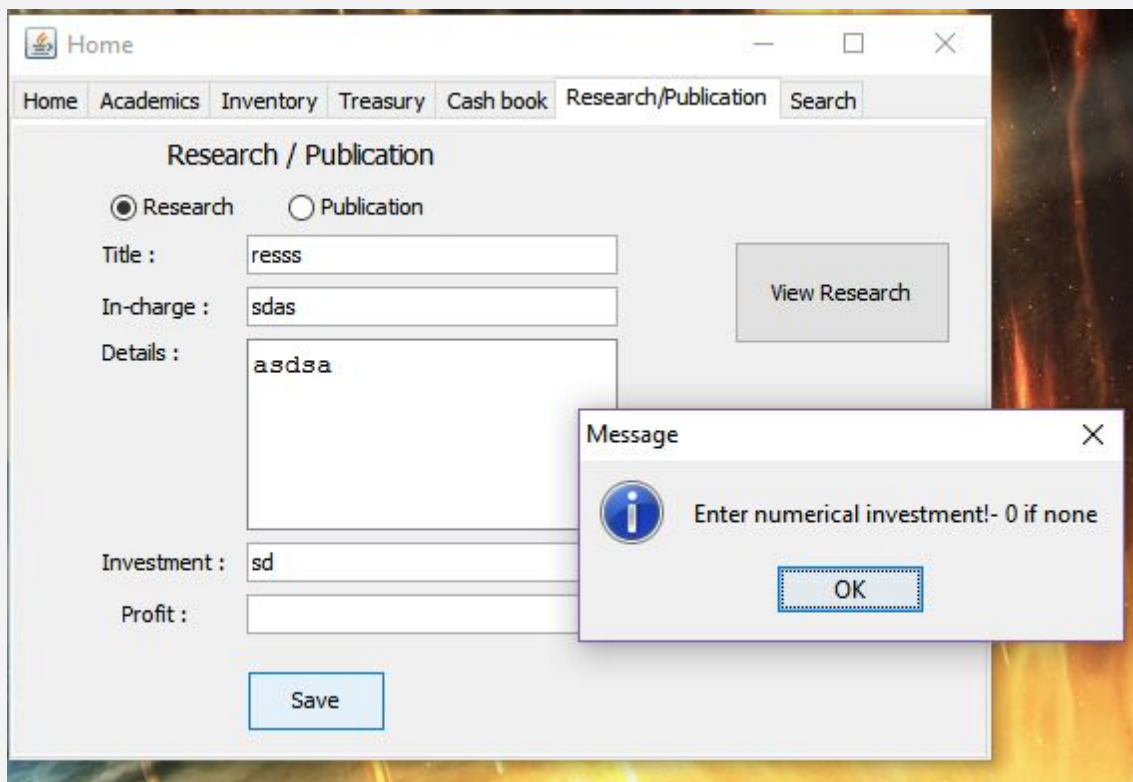 Home
Home Academics Inventory Treasury Cash book Research/Publication Search
Research / Publication
Research Publication
Title : resss
View Research
In-charge : sdas
Details : asdsa
Message
Enter numerical investment!- 0 if none
OK
Investment : sd
Profit :
Save